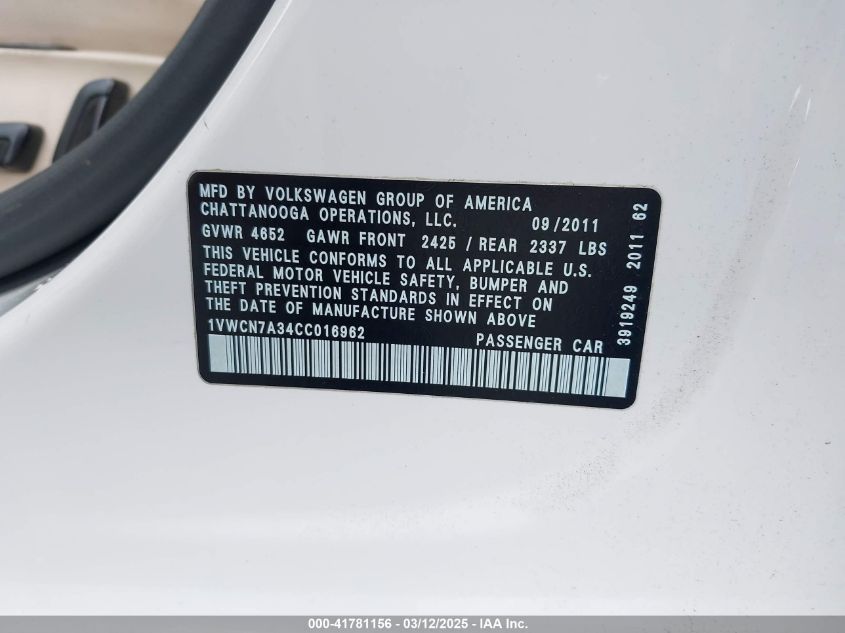 MFD BY VOLKSWAGEN GROUP OF AMERICA
CHATTANOOGA OPERATIONS, LLC. 09/2011
GVWR 4652 GAWR FRONT 2425 / REAR 2337 LBS
THIS VEHICLE CONFORMS TO ALL APPLICABLE U.S.
FEDERAL MOTOR VEHICLE SAFETY, BUMPER AND
THEFT PREVENTION STANDARDS IN EFFECT ON
THE DATE OF MANUFACTURE SHOWN ABOVE
1VWCN7A34CC016962 PASSENGER CAR
3919249 2011 62
000-41781156 - 03/12/2025 - IAA Inc.